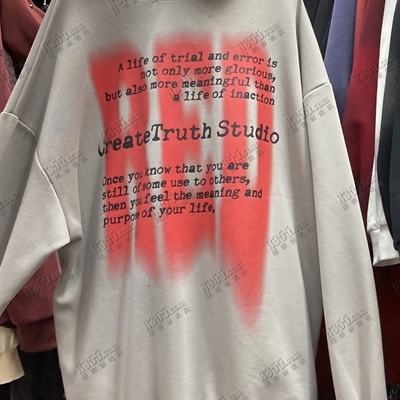 A life of trial and error is
not only more glorious,
but also more meaningful than
a life of inaction
CreateTruth Studio
Once you know that you are
still of some use to others,
then you feel the meaning and
purpose of your life,